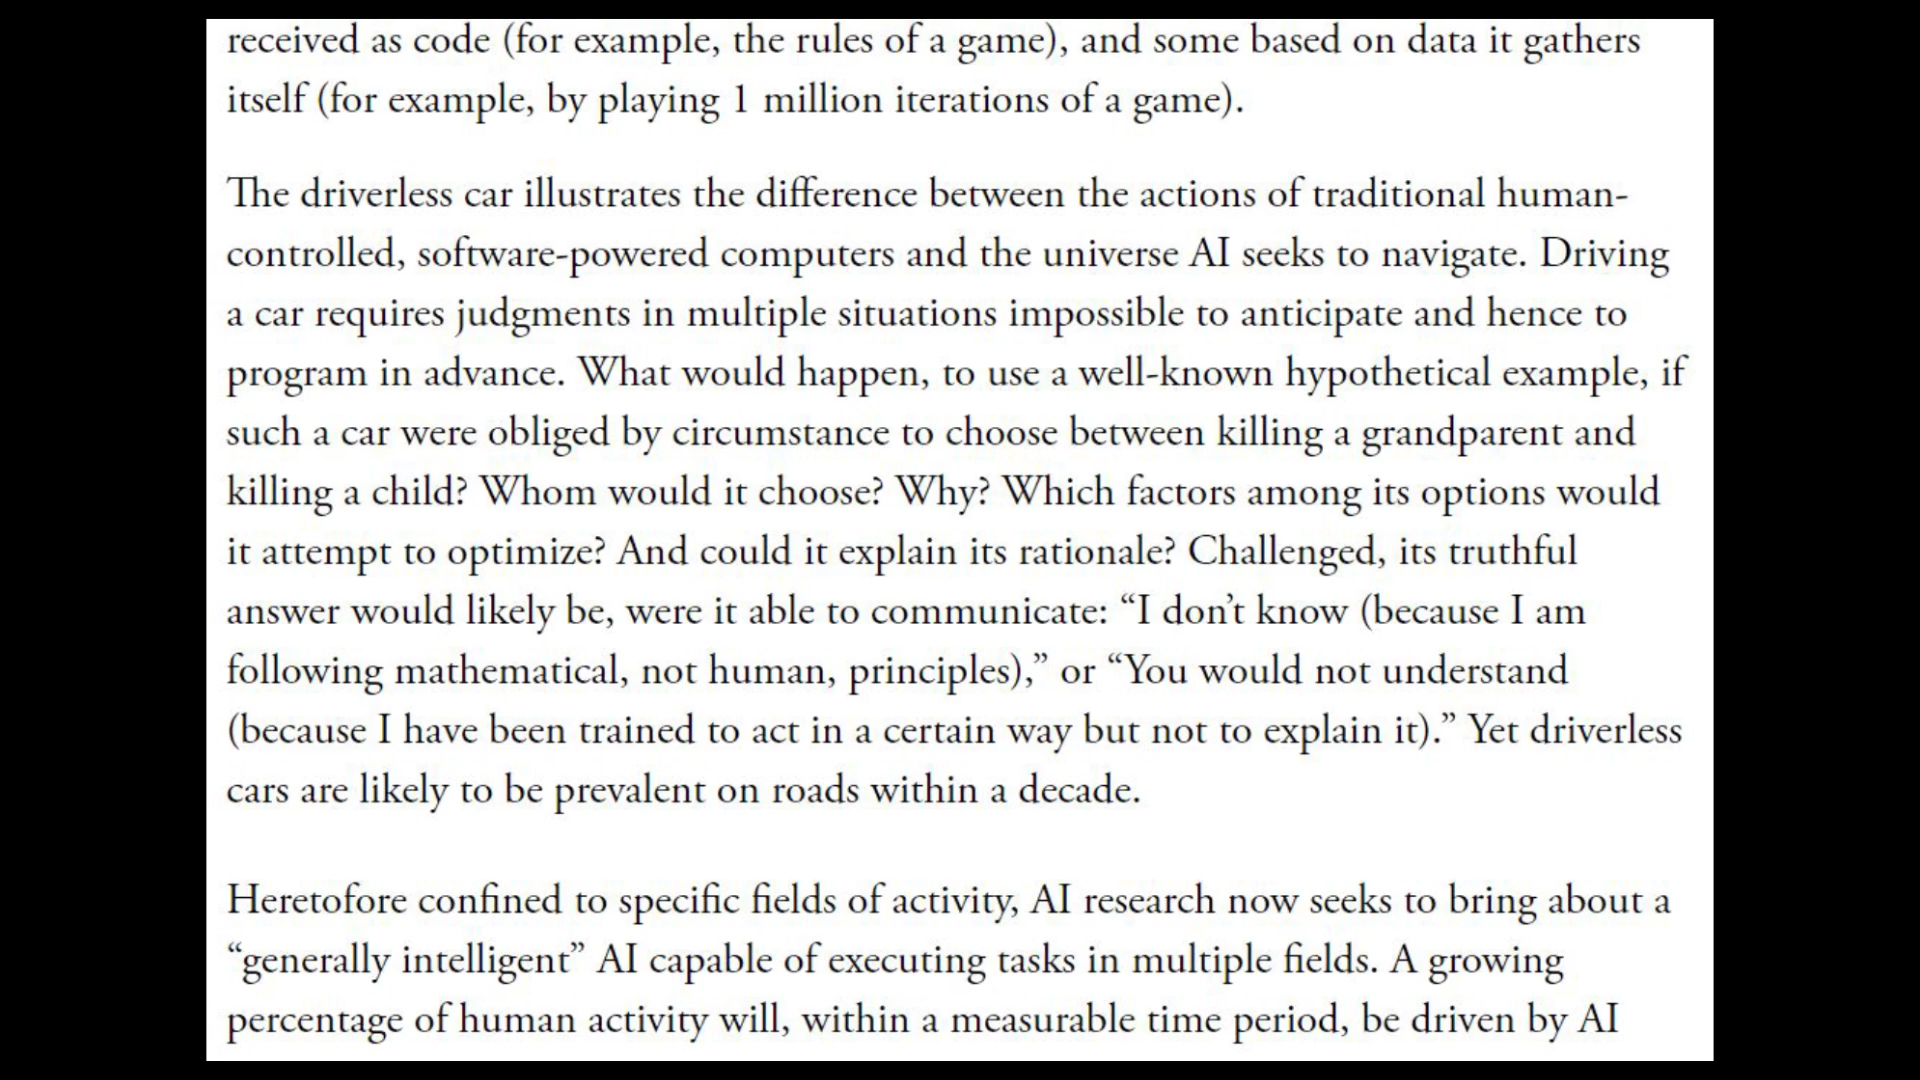 received as code (for example, the rules of a game), and some based on data it gathers
itself (for example, by playing 1 million iterations of a game).
The driverless car illustrates the difference between the actions of traditional human-
controlled, software-powered computers and the universe AI seeks to navigate. Driving
a car requires judgments in multiple situations impossible to anticipate and hence to
program in advance. What would happen, to use a well-known hypothetical example, if
such a car were obliged by circumstance to choose between killing a grandparent and
killing a child? Whom would it choose? Why? Which factors among its options would
it attempt to optimize? And could it explain its rationale? Challenged, its truthful
answer would likely be, were it able to communicate: “I don’t know (because I am
following mathematical, not human, principles),” or “You would not understand
(because I have been trained to act in a certain way but not to explain it).” Yet driverless
cars are likely to be prevalent on roads within a decade.
Heretofore confined to specific fields of activity, AI research now seeks to bring about a
“generally intelligent” AI capable of executing tasks in multiple fields. A growing
percentage of human activity will, within a measurable time period, be driven by AI